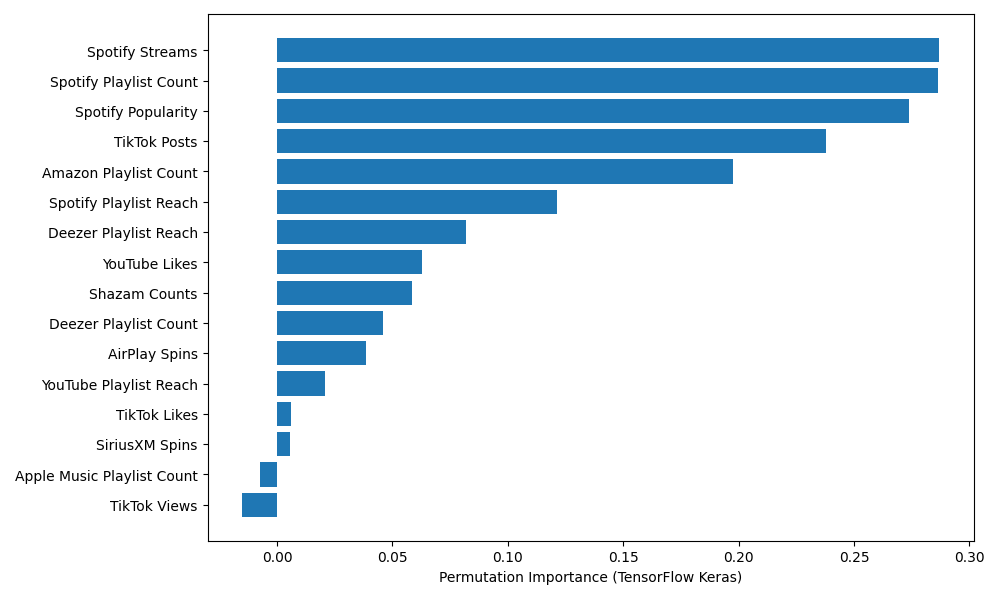 Spotify Streams
Spotify Playlist Count
Spotify Popularity
TikTok Posts
Amazon Playlist Count
Spotify Playlist Reach
Deezer Playlist Reach
YouTube Likes
Shazam Counts
Deezer Playlist Count
AirPlay Spins
YouTube Playlist Reach
TikTok Likes
SiriusXM Spins
Apple Music Playlist Count
TikTok Views
0.00 0.05 0.10 0.15 0.20 0.25 0.30
Permutation Importance (TensorFlow Keras)